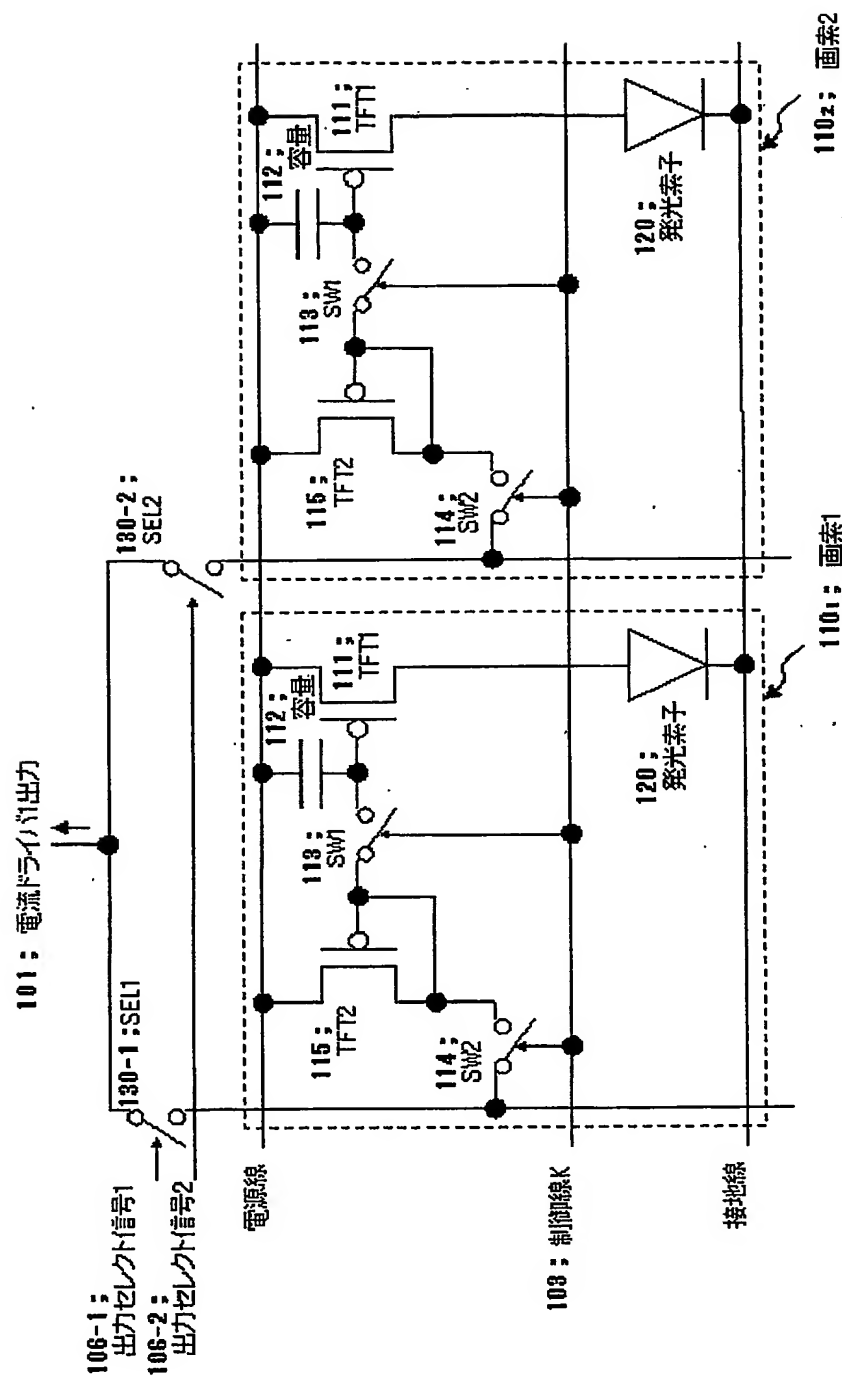 101；電流ドライバ1出力
106-1；
出力セレクト信号1
106-2；
出力セレクト信号2
130-1；SEL1
130-2；
SEL2
電源線
115；
TFT2
113；
SW1
112；
容量
111；
TFT1
114；
SW2
120；
発光素子
115；
TFT2
113；
SW1
112；
容量
111；
TFT1
114；
SW2
120；
発光素子
103；制御線K
接地線
110₁；画素1
110₂；画素2